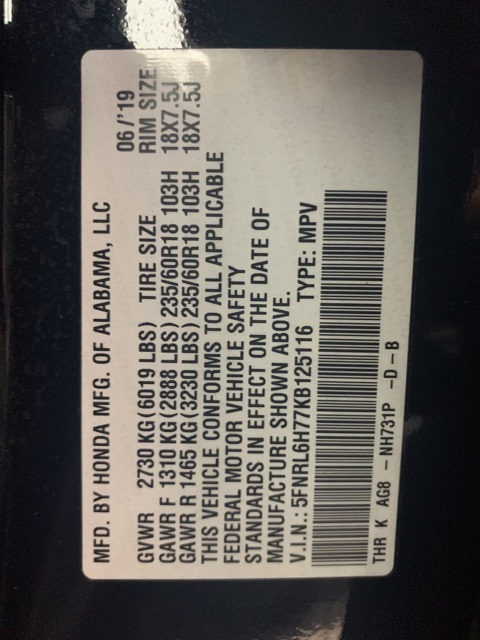 MFD. BY HONDA MFG. OF ALABAMA, LLC 06/'19
GVWR 2730 KG (6019 LBS) TIRE SIZE RIM SIZE
GAWR F 1310 KG (2888 LBS) 235/60R18 103H 18X7.5J
GAWR R 1465 KG (3230 LBS) 235/60R18 103H 18X7.5J
THIS VEHICLE CONFORMS TO ALL APPLICABLE
FEDERAL MOTOR VEHICLE SAFETY
STANDARDS IN EFFECT ON THE DATE OF
MANUFACTURE SHOWN ABOVE.
V.I.N.: 5FNRL6H77KB125116 TYPE: MPV
THR K AG8 – NH731P –D–B